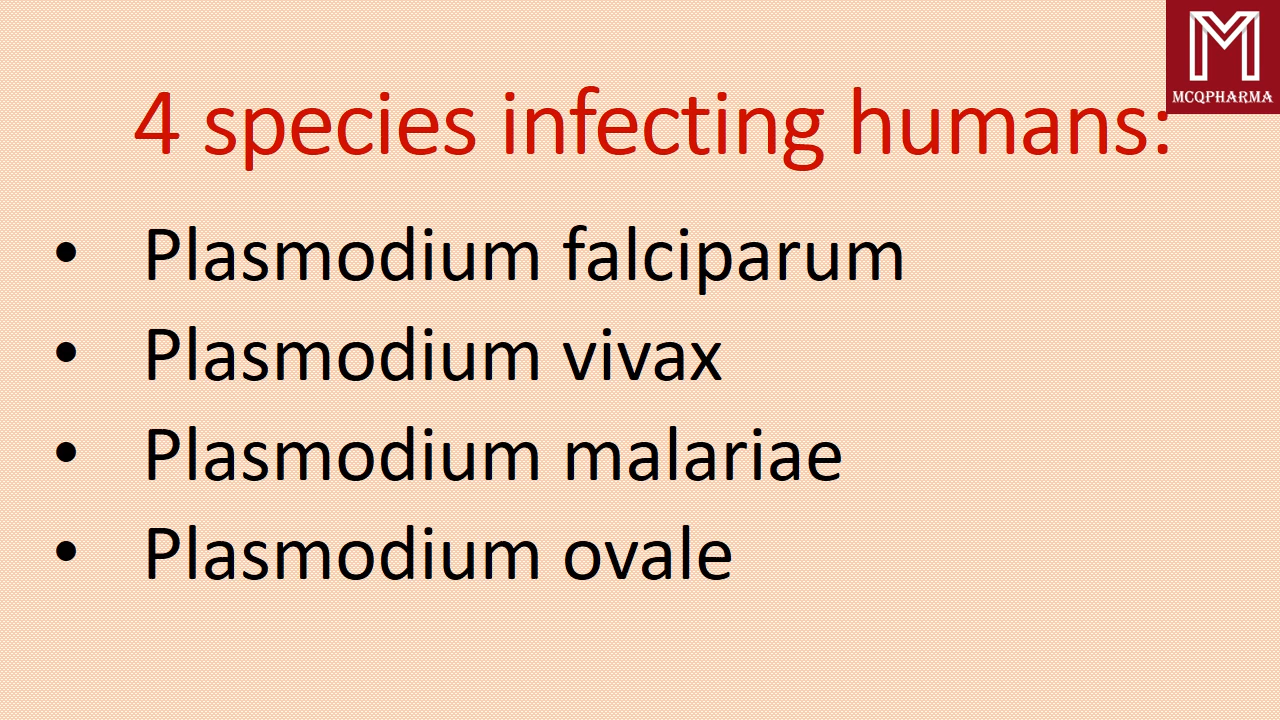 MCQPHARMA
4 species infecting humans:
• Plasmodium falciparum
• Plasmodium vivax
• Plasmodium malariae
• Plasmodium ovale